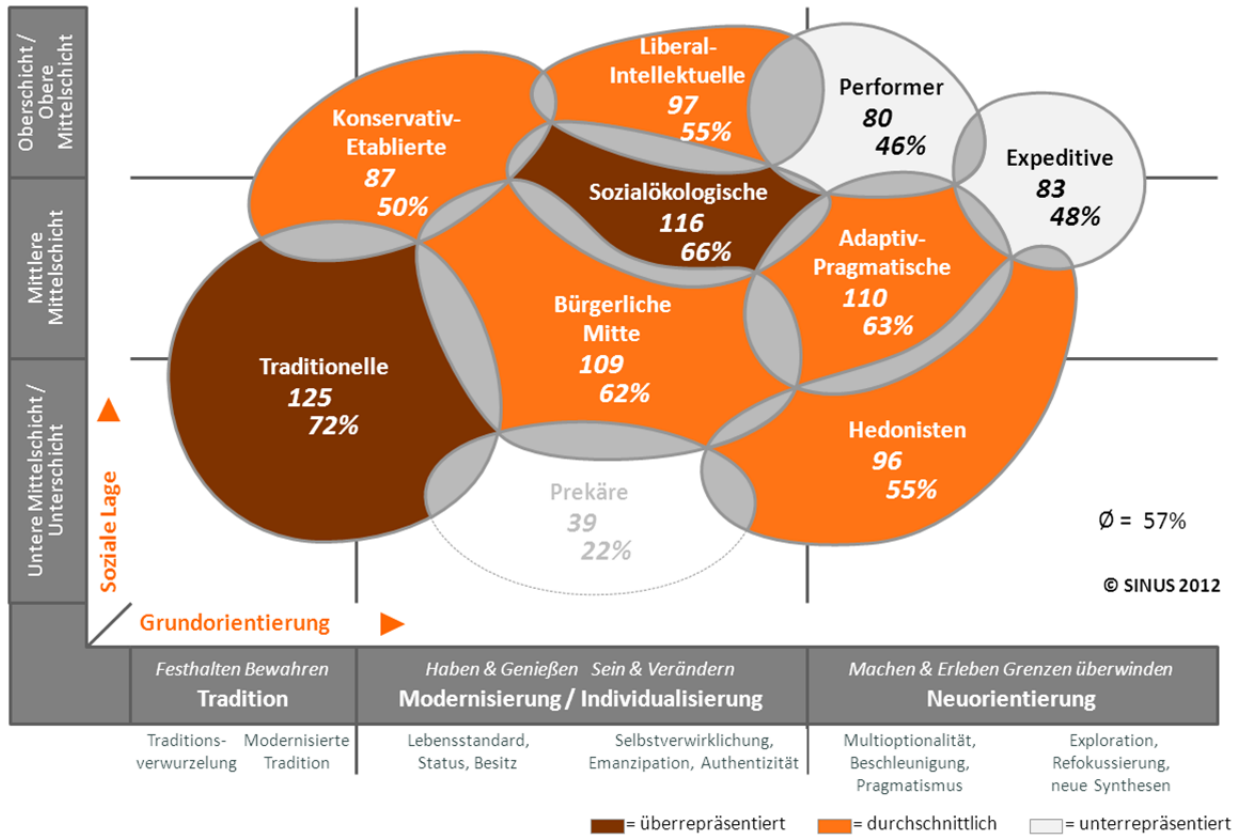 Oberschicht /
Obere
Mittelschicht
Mittlere
Mittelschicht
Untere Mittelschicht /
Unterschicht
Soziale Lage
Grundorientierung
Konservativ-
Etablierte
87
50%
Liberal-
Intellektuelle
97
55%
Performer
80
46%
Expeditive
83
48%
Sozialökologische
116
66%
Adaptiv-
Pragmatische
110
63%
Bürgerliche
Mitte
109
62%
Traditionelle
125
72%
Hedonisten
96
55%
Prekäre
39
22%
Ø = 57%
© SINUS 2012
Festhalten Bewahren
Tradition
Haben & Genießen Sein & Verändern
Modernisierung / Individualisierung
Machen & Erleben Grenzen überwinden
Neuorientierung
Traditions-
verwurzelung
Modernisierte
Tradition
Lebensstandard,
Status, Besitz
Selbstverwirklichung,
Emanzipation, Authentizität
Multioptionalität,
Beschleunigung,
Pragmatismus
Exploration,
Refokussierung,
neue Synthesen
= überrepräsentiert
= durchschnittlich
= unterrepräsentiert